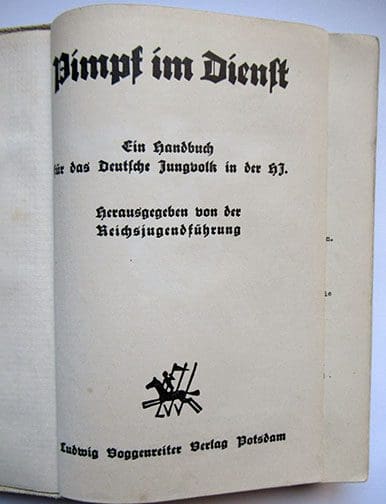 Pimpf im Dienst
Ein Handbuch
für das Deutsche Jungvolk in der HJ.
Herausgegeben von der
Reichsjugendführung
Ludwig Voggenreiter Verlag Potsdam